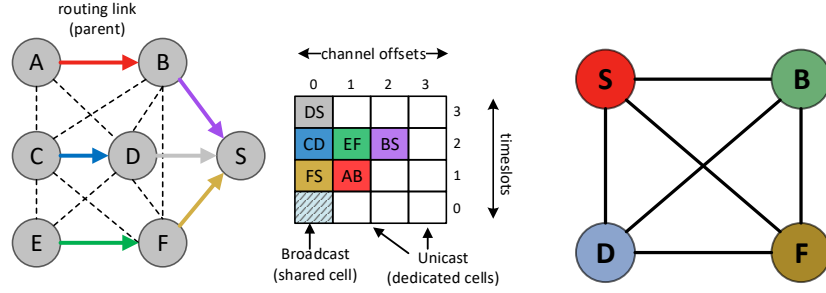 routing link
(parent)
A
B
C
D
S
E
F
channel offsets
0 1 2 3
DS 3
CD EF BS 2
FS AB 1
0
timeslots
Broadcast
(shared cell)
Unicast
(dedicated cells)
S
B
D
F